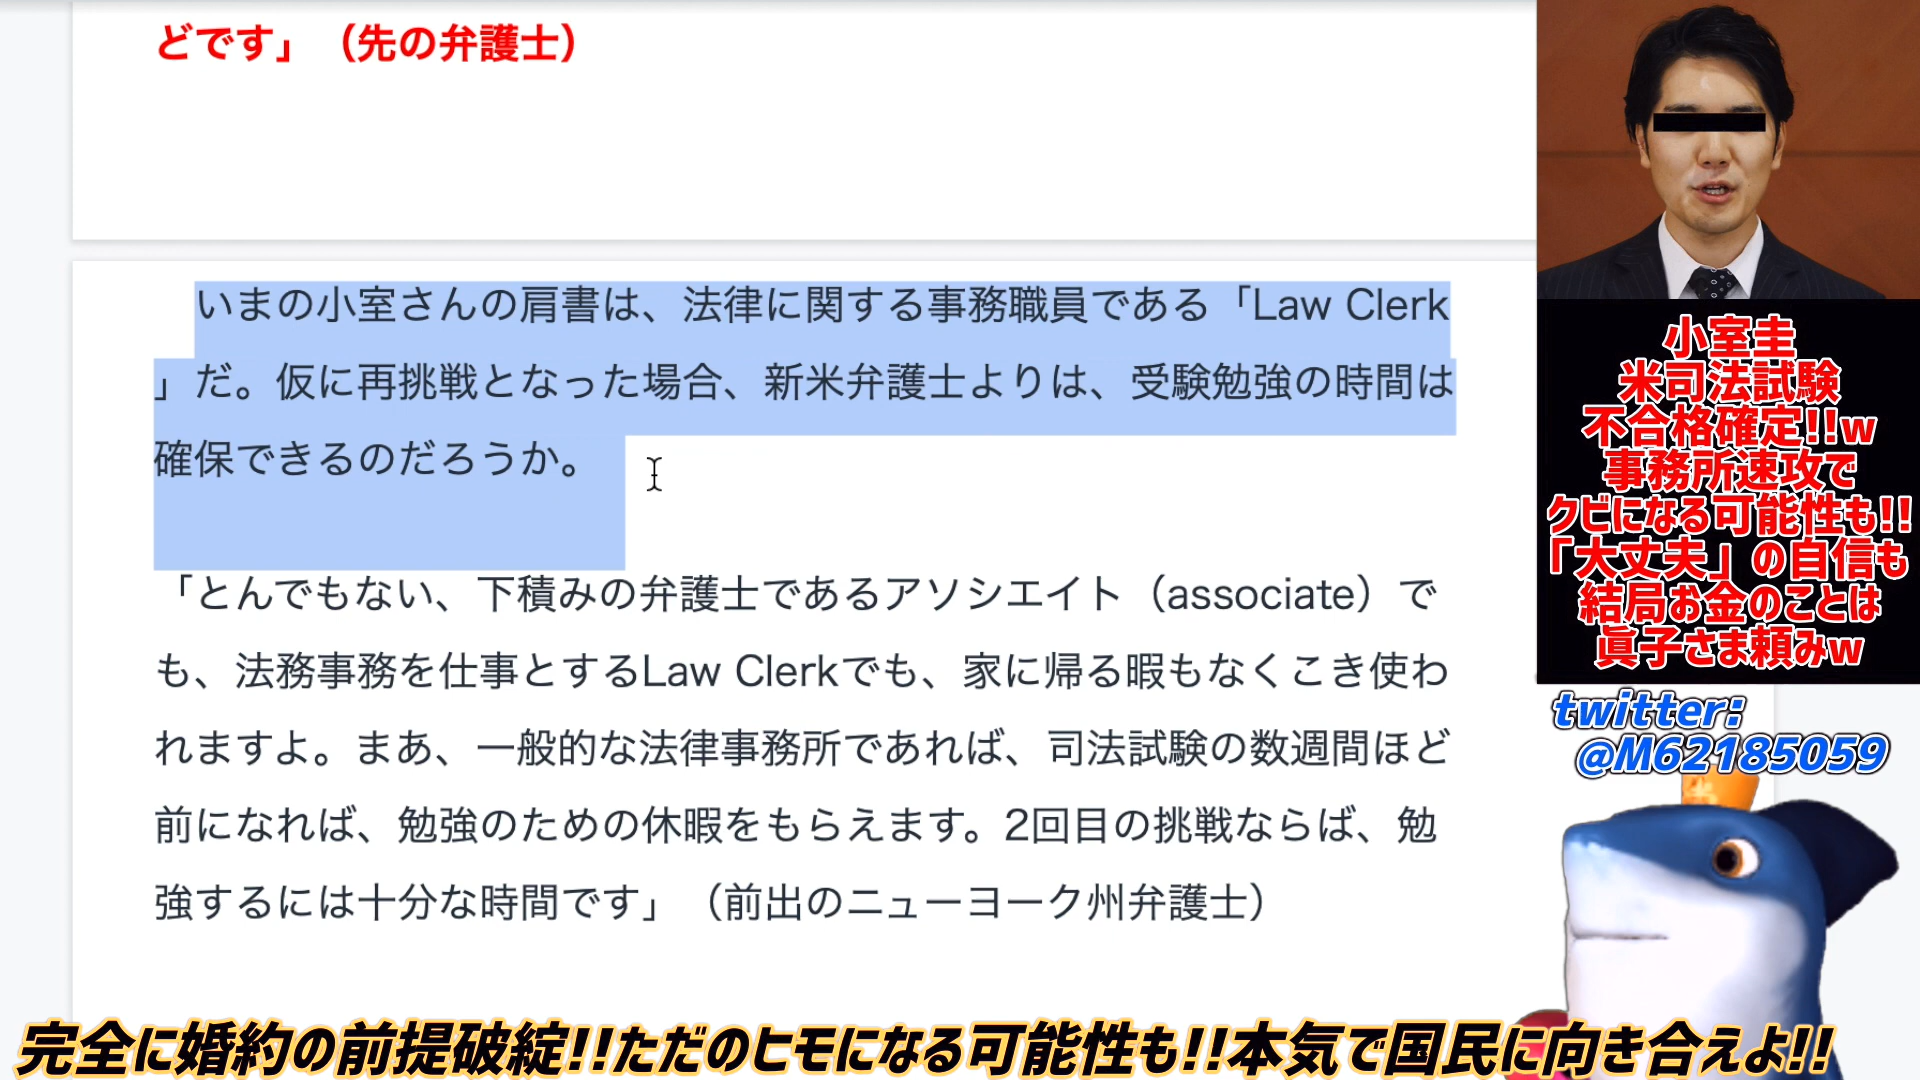 どです」（先の弁護士）
いまの小室さんの肩書は、法律に関する事務職員である「Law Clerk
」だ。仮に再挑戦となった場合、新米弁護士よりは、受験勉強の時間は
確保できるのだろうか。
「とんでもない、下積みの弁護士であるアソシエイト（associate）で
も、法務事務を仕事とするLaw Clerkでも、家に帰る暇もなくこき使わ
れますよ。まあ、一般的な法律事務所であれば、司法試験の数週間ほど
前になれば、勉強のための休暇をもらえます。2回目の挑戦ならば、勉
強するには十分な時間です」（前出のニューヨーク州弁護士）
小室圭
米司法試験
不合格確定!!w
事務所速攻で
クビになる可能性も!!
「大丈夫」の自信も
結局お金のことは
眞子さま頼みw
twitter:
@M62185059
完全に婚約の前提破綻!!ただのヒモになる可能性も!!本気で国民に向き合えよ!!